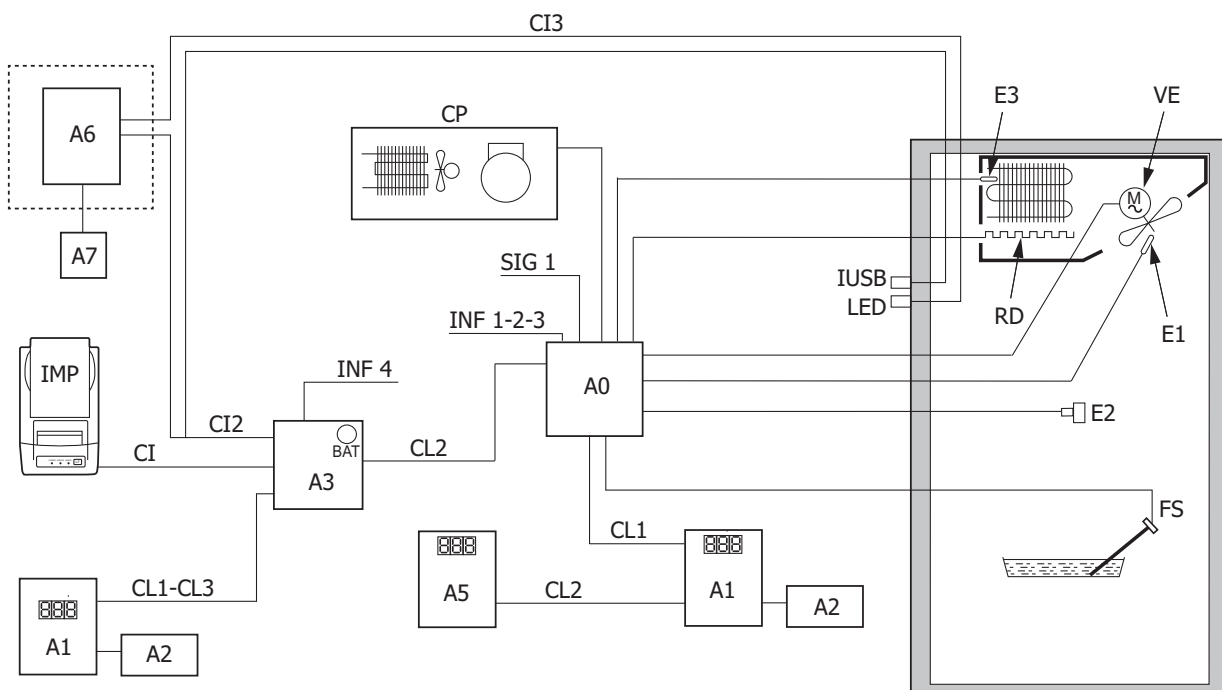 CI3
E3
VE
CP
A6
M
A7
SIG 1
IUSB
LED
RD
E1
INF 1-2-3
IMP
INF 4
A0
CI2
E2
BAT
CL2
CI
A3
FS
CL1
888
888
A5
CL2
A1
A2
CL1-CL3
888
A1
A2